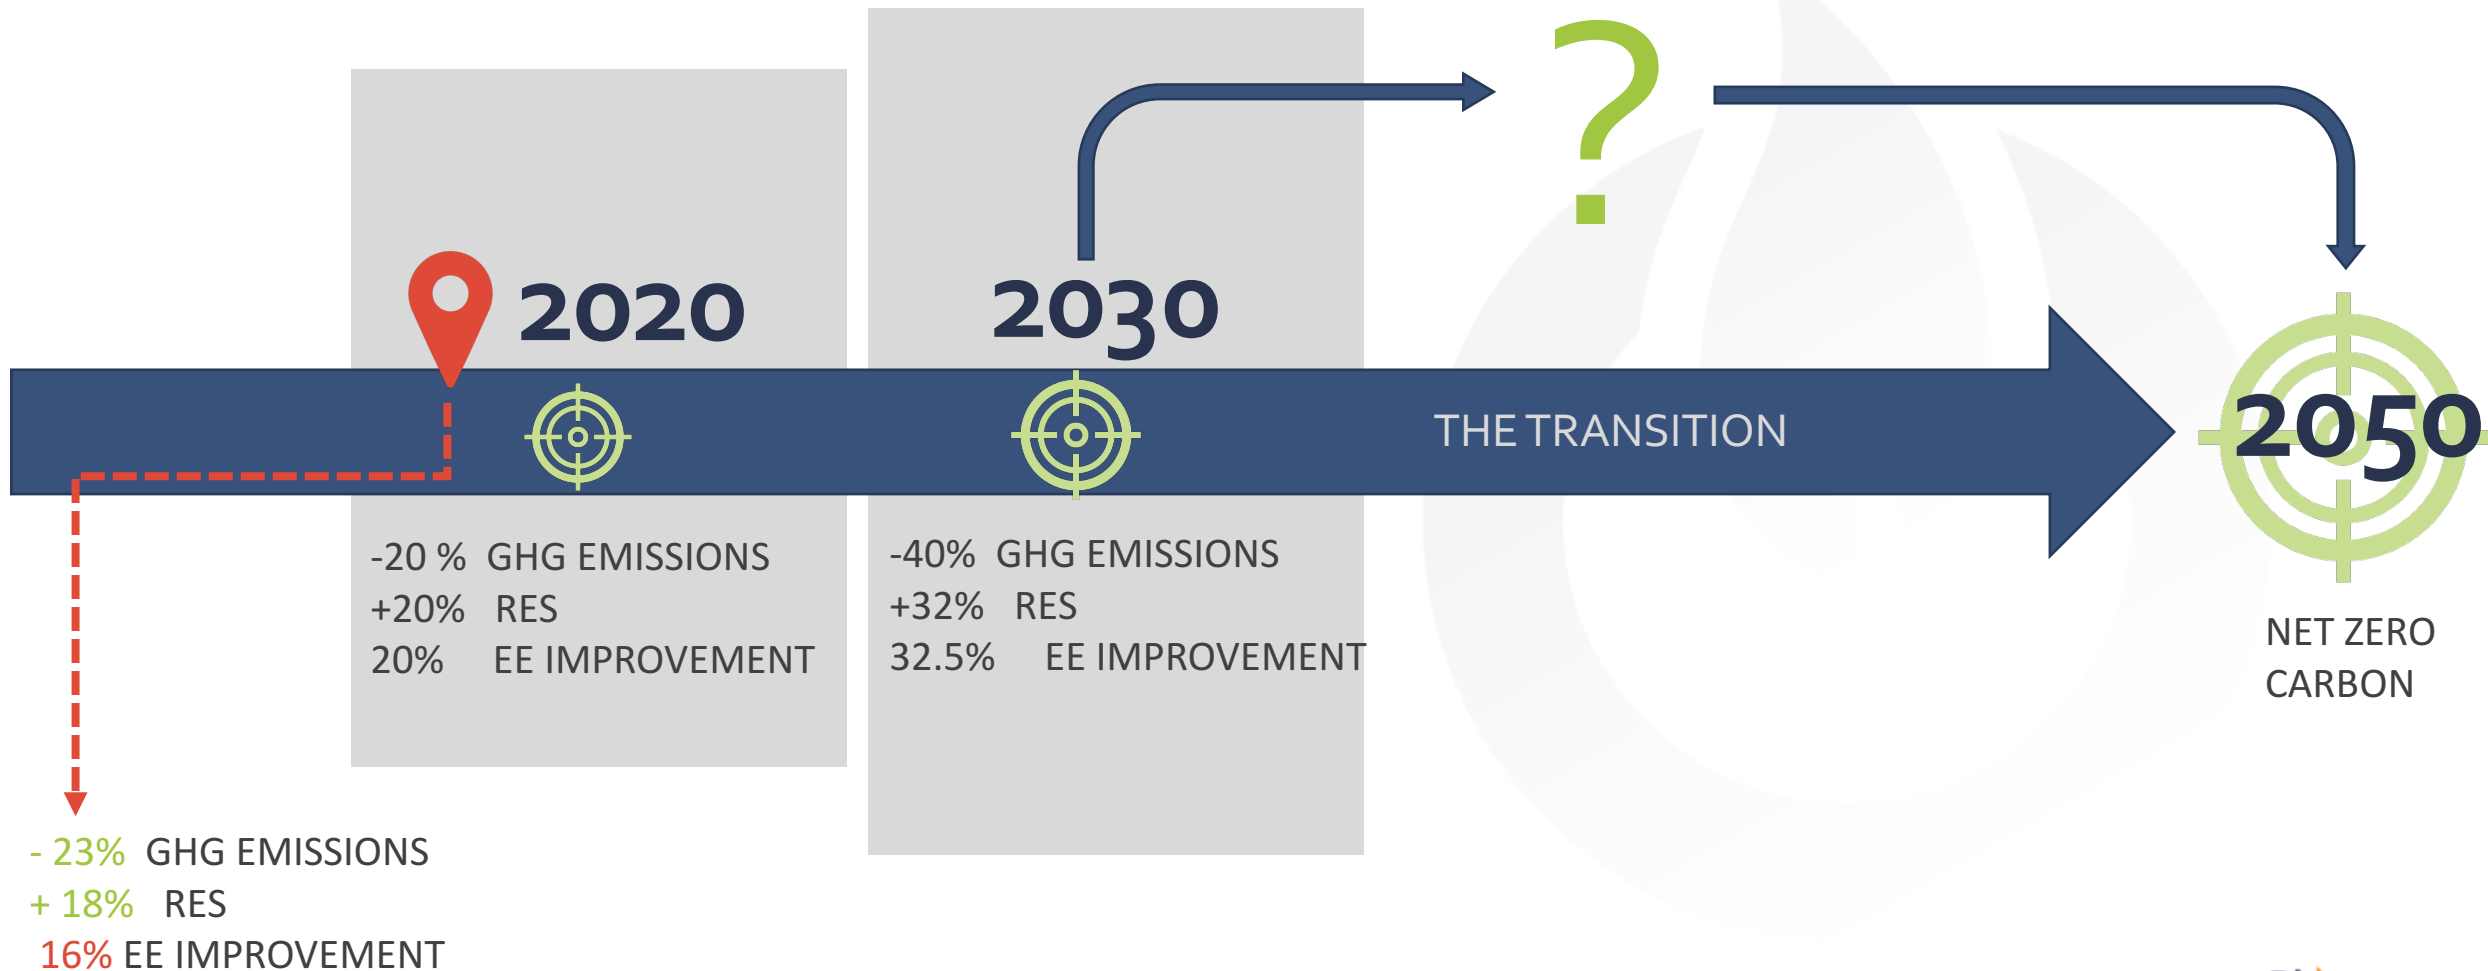 ?
2020
2030
THE TRANSITION
2050
-20 % GHG EMISSIONS
+20% RES
20% EE IMPROVEMENT
-40% GHG EMISSIONS
+32% RES
32.5% EE IMPROVEMENT
NET ZERO
CARBON
- 23% GHG EMISSIONS
+ 18% RES
16% EE IMPROVEMENT